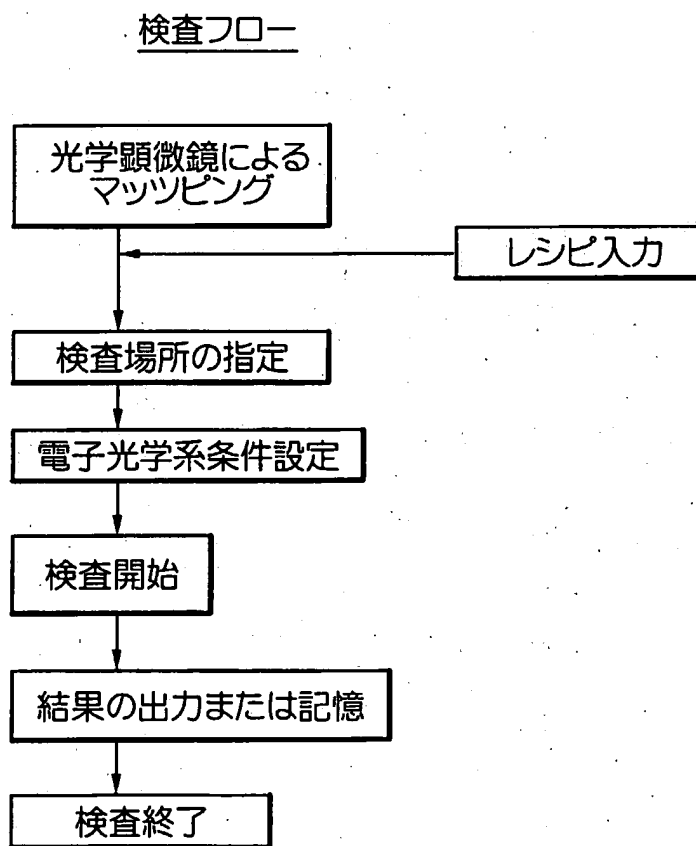 検査フロー
光学顕微鏡による
マッツピング
レシピ入力
検査場所の指定
電子光学系条件設定
検査開始
結果の出力または記憶
検査終了